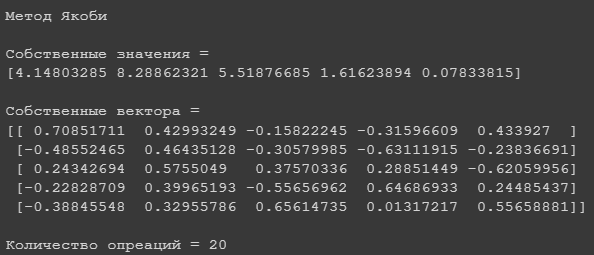 Метод Якоби
Собственные значения =
[4.14803285 8.28862321 5.51876685 1.61623894 0.07833815]
Собственные вектора =
[[ 0.70851711  0.42993249 -0.15822245 -0.31596609  0.433927  ]
[-0.48552465  0.46435128 -0.30579985 -0.63111915 -0.23836691]
[ 0.24342694  0.5755049   0.37570336  0.28851449 -0.62059956]
[-0.22828709  0.39965193 -0.55656962  0.64686933  0.24485437]
[-0.38845548  0.32955786  0.65614735  0.01317217  0.55658881]]
Количество опреаций = 20